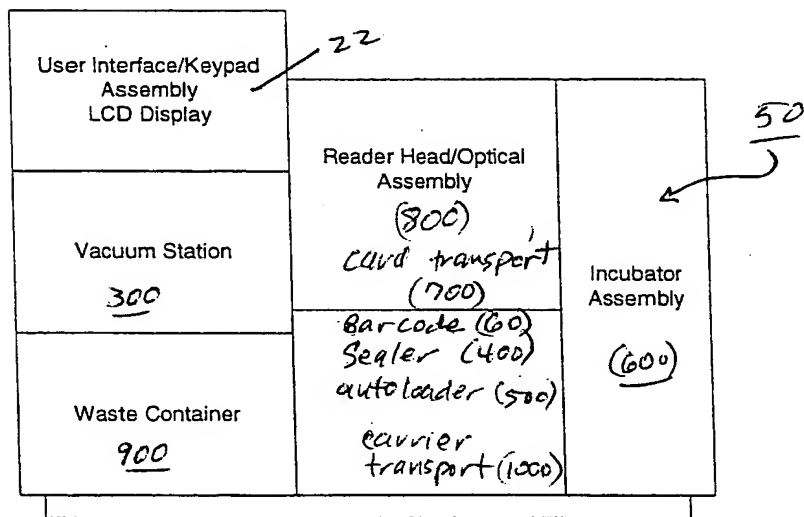 User Interface/Keypad
Assembly
LCD Display
22
Vacuum Station
300
Waste Container
900
Reader Head/Optical
Assembly
(800)
card transport
(700)
Barcode (60)
Sealer (400)
autoloader (500)
carrier
transport (1000)
Incubator
Assembly
(600)
50